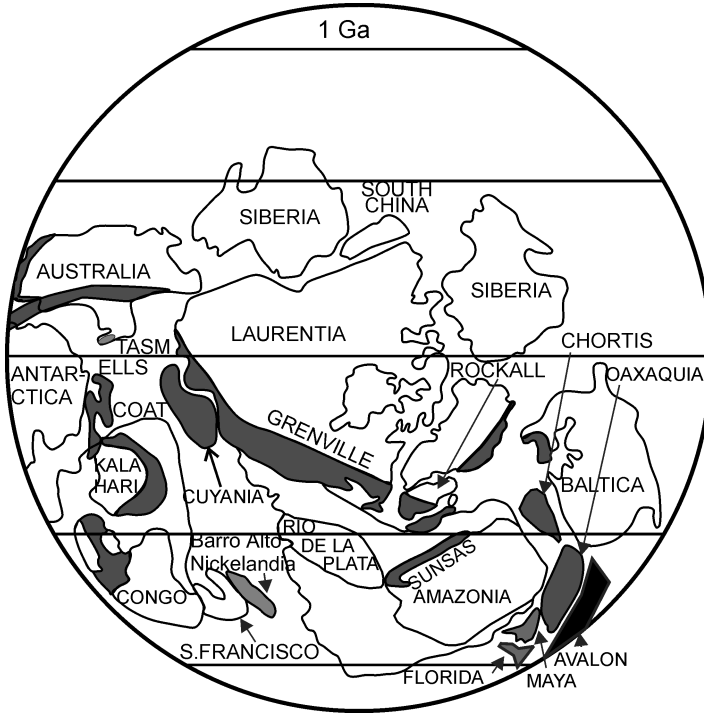 1 Ga
SOUTH
CHINA
SIBERIA
AUSTRALIA
SIBERIA
LAURENTIA
CHORTIS
TASM
ROCKALL
ELLS
OAXAQUIA
ANTAR-
CTICA
COAT
GRENVILLE
KALA
HARI
BALTICA
CUYANIA
RIO
DE LA
PLATA
Barro Alto
Nickelandia
SUNSAS
CONGO
AMAZONIA
S.FRANCISCO
AVALON
FLORIDA
MAYA